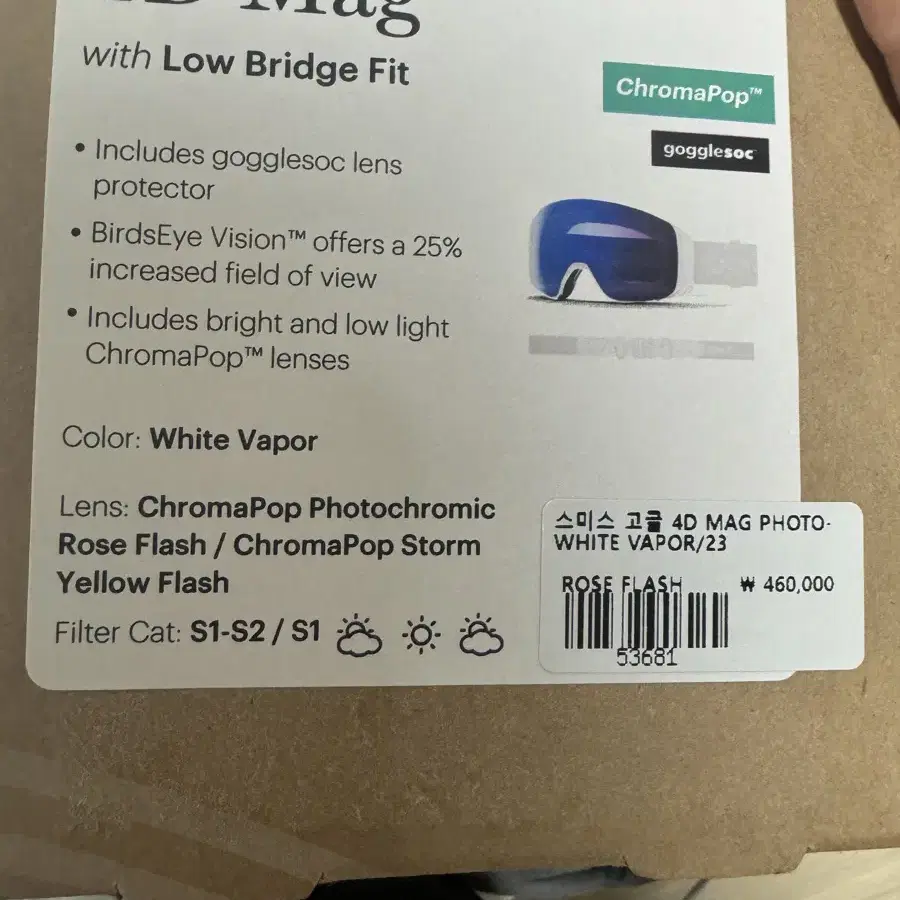 4D Mag
with Low Bridge Fit
ChromaPop™
gogglesoc
• Includes gogglesoc lens
protector
• BirdsEye Vision™ offers a 25%
increased field of view
• Includes bright and low light
ChromaPop™ lenses
Color: White Vapor
Lens: ChromaPop Photochromic
Rose Flash / ChromaPop Storm
Yellow Flash
Filter Cat: S1-S2 / S1
스미스 고글 4D MAG PHOTO-
WHITE VAPOR/23
ROSE FLASH ₩ 460,000
53681